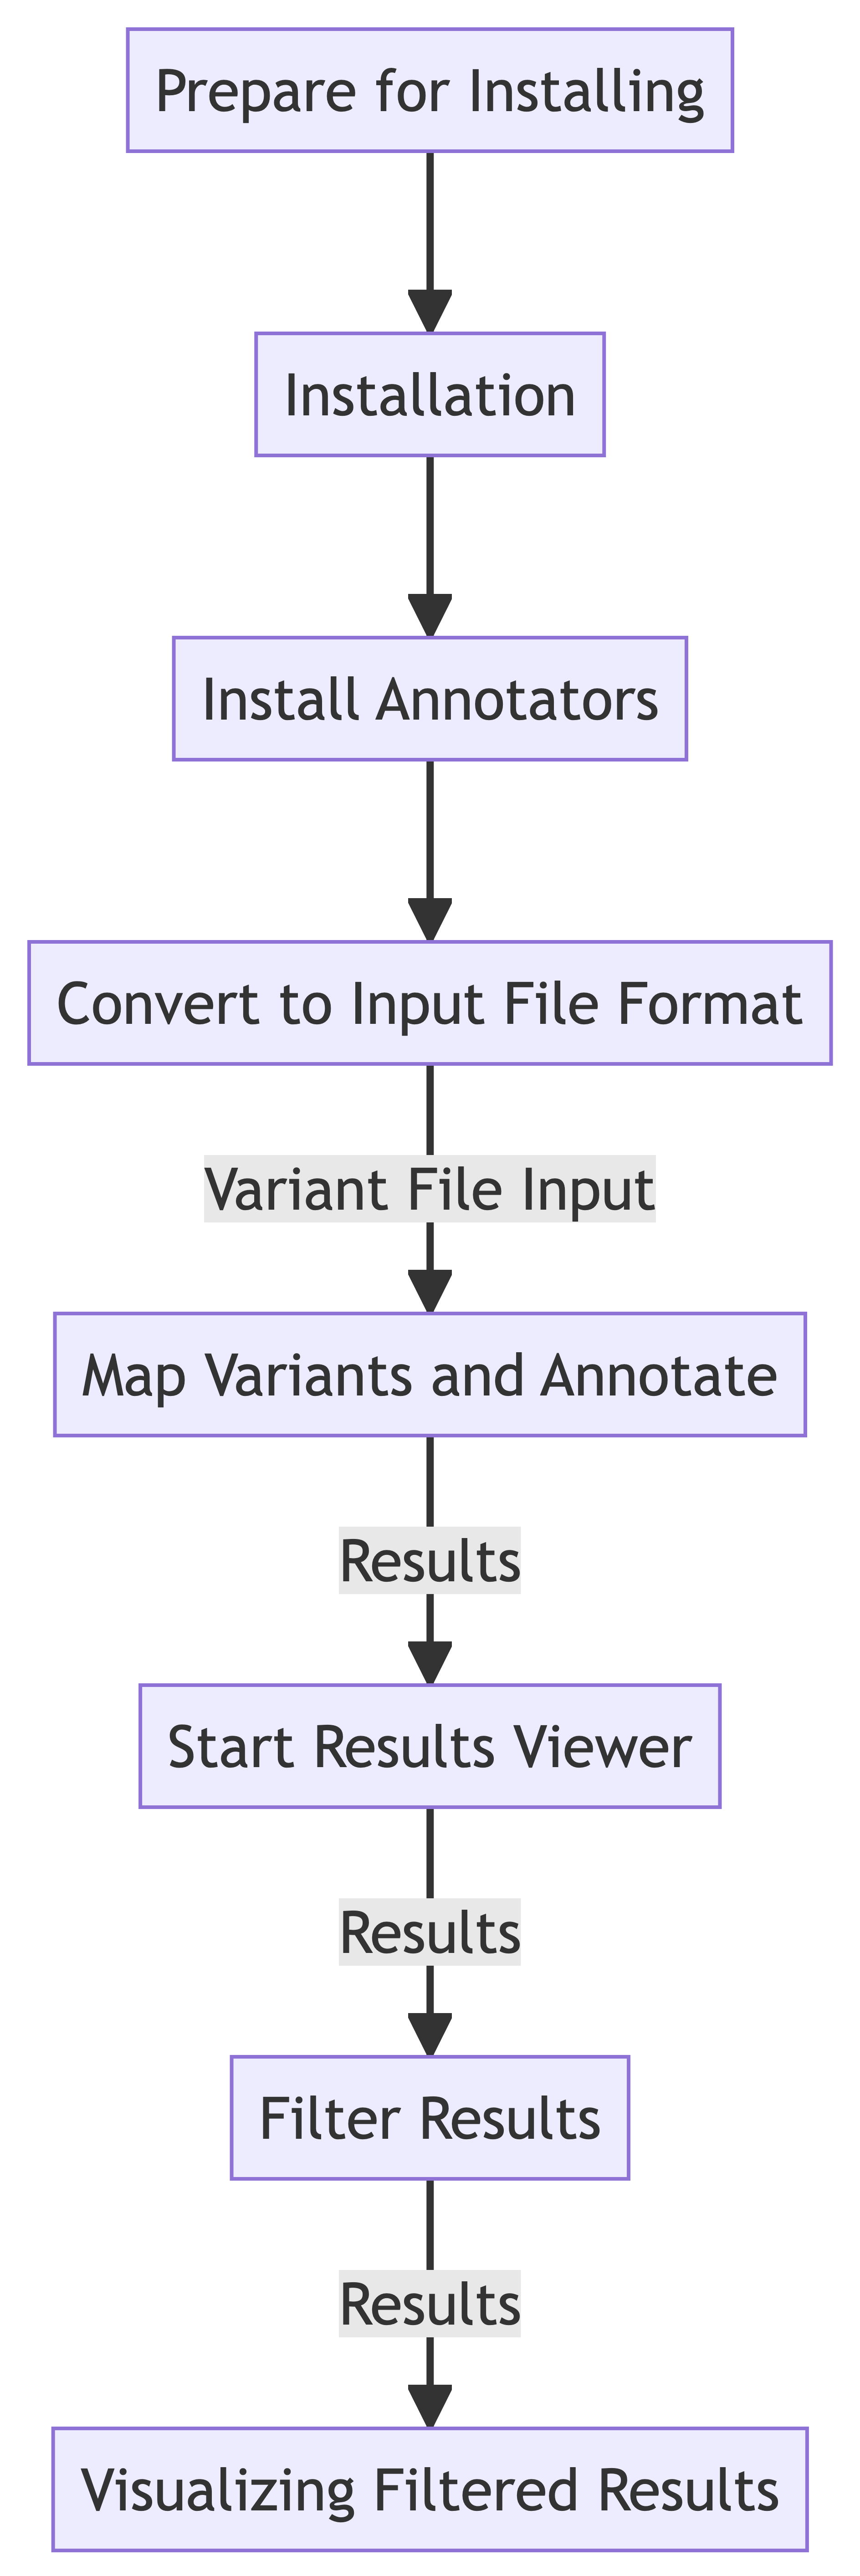 Prepare for Installing
Installation
Install Annotators
Convert to Input File Format
Variant File Input
Map Variants and Annotate
Results
Start Results Viewer
Results
Filter Results
Results
Visualizing Filtered Results